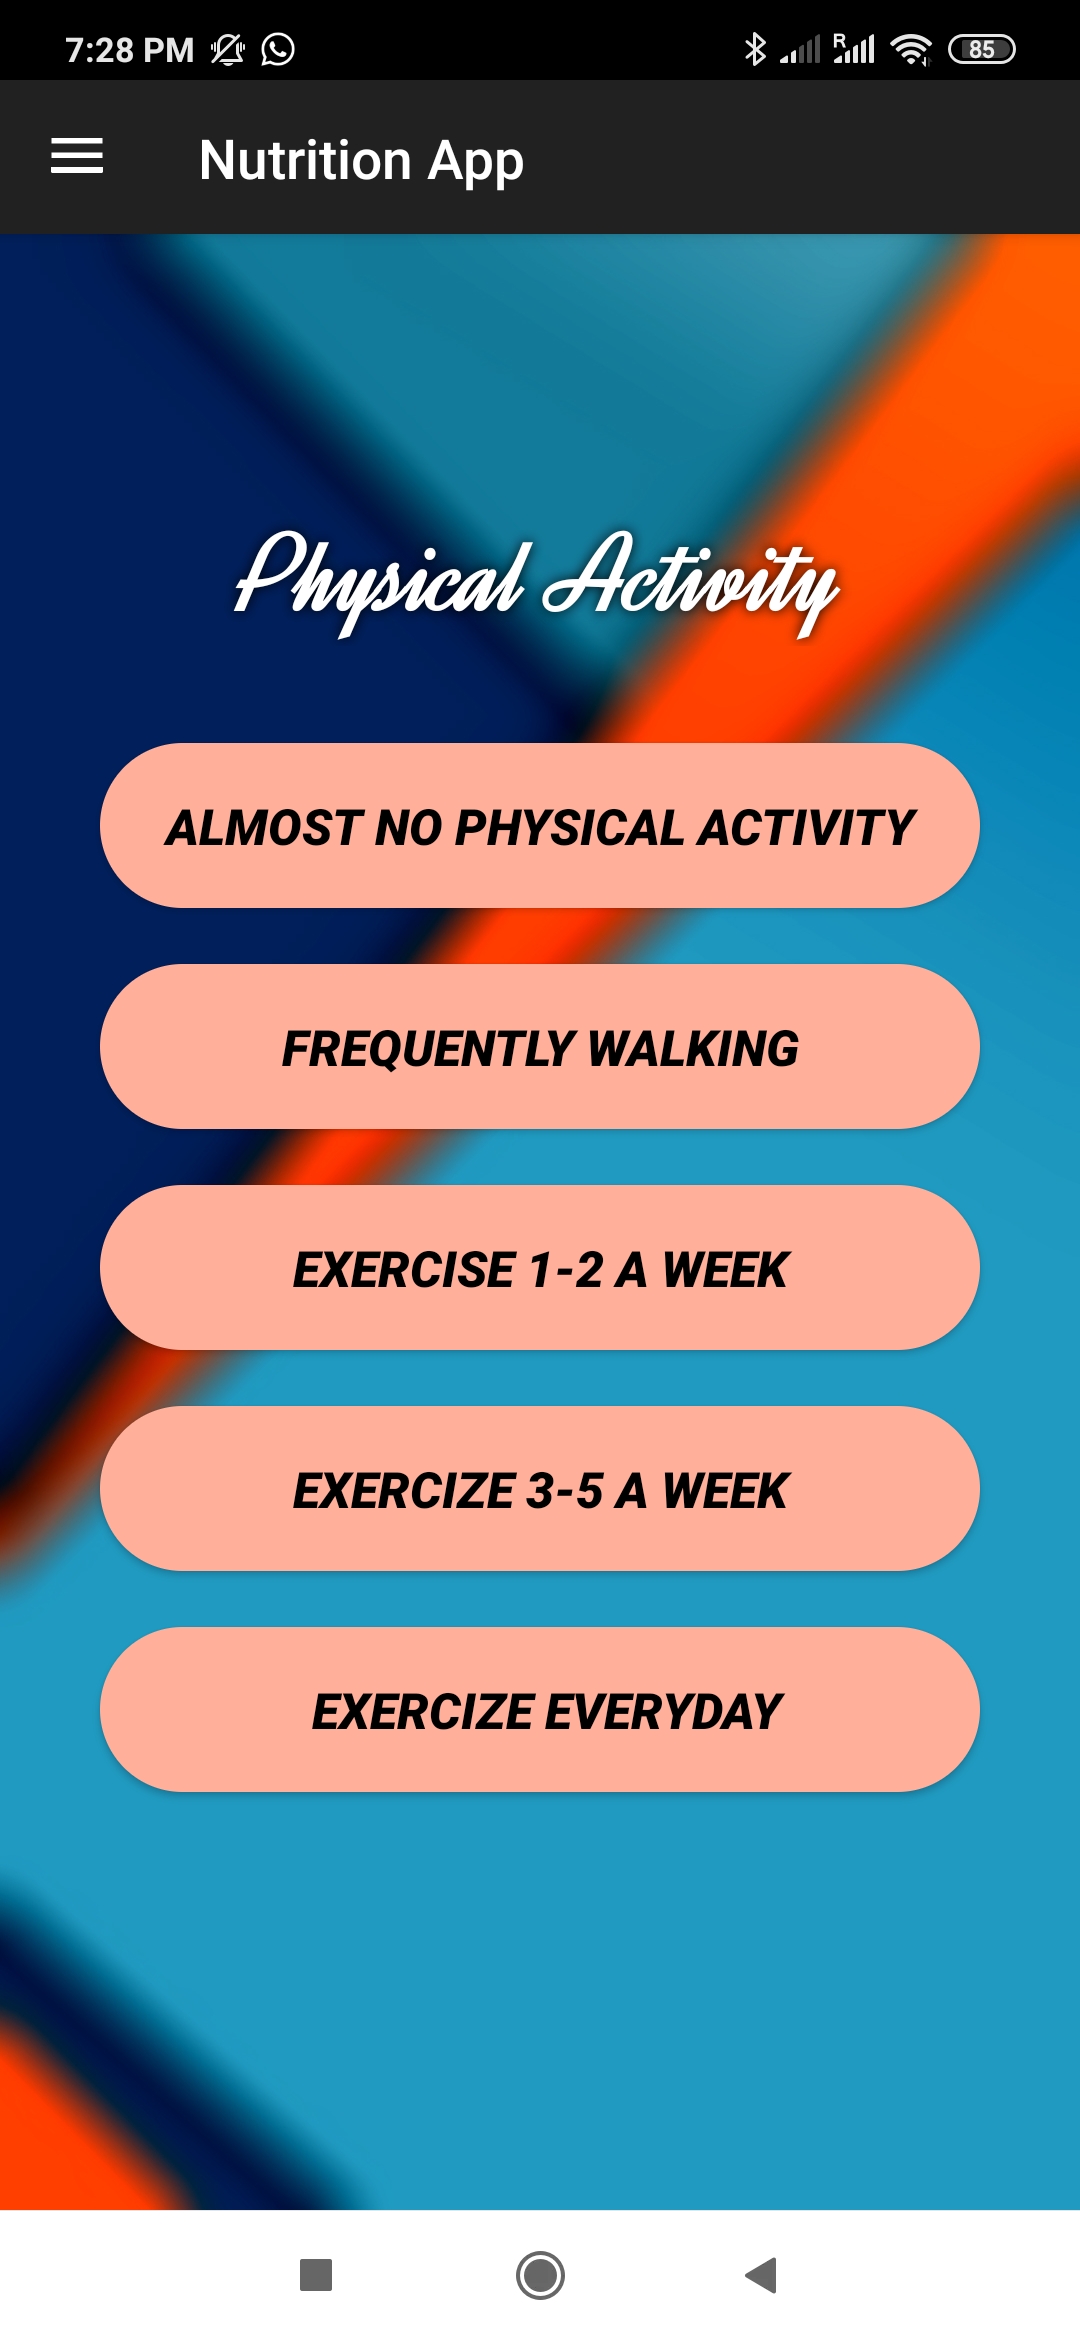 7:28 PM R 85
Nutrition App
Physical Activity
ALMOST NO PHYSICAL ACTIVITY
FREQUENTLY WALKING
EXERCISE 1-2 A WEEK
EXERCIZE 3-5 A WEEK
EXERCIZE EVERYDAY